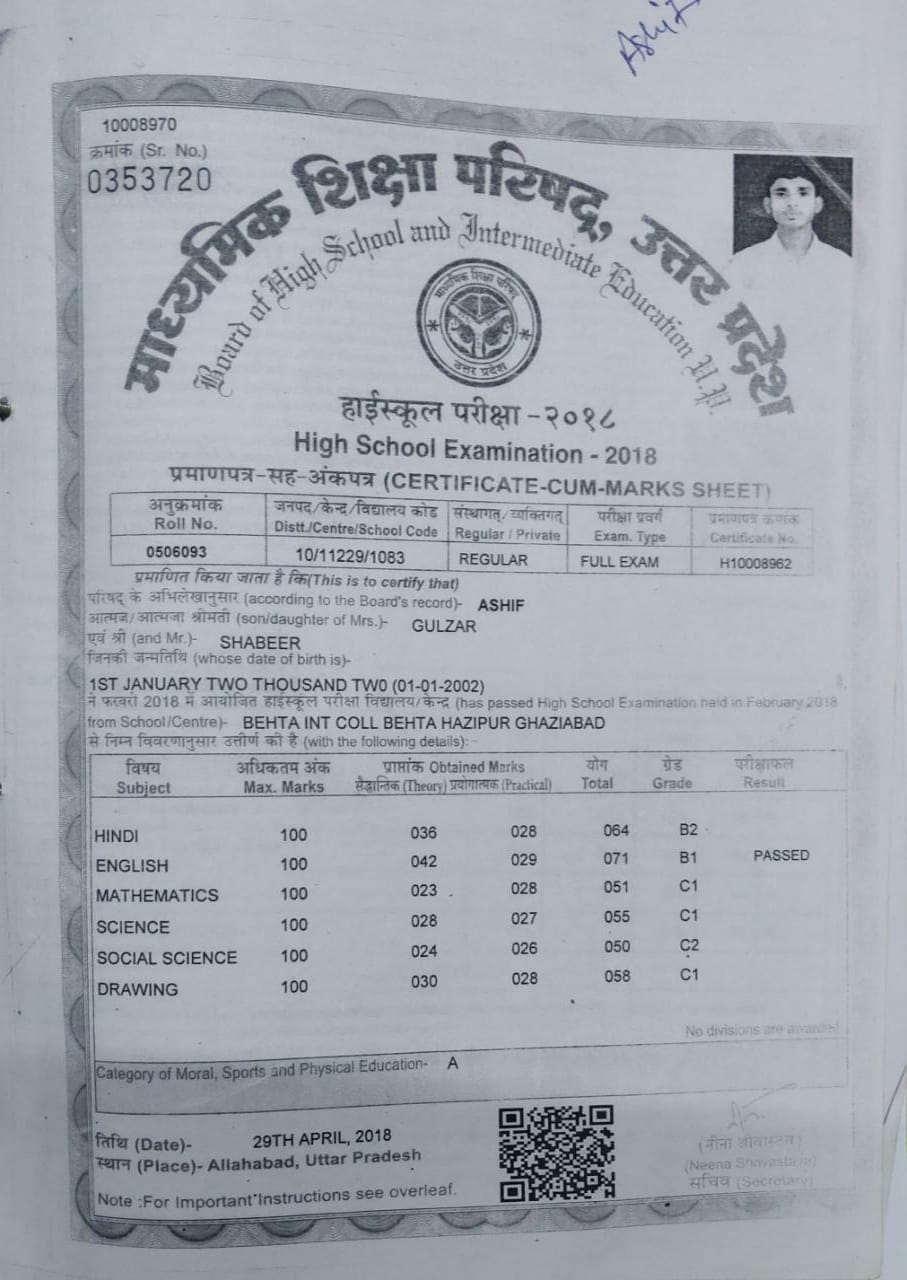 Ashif
10008970
क्रमांक (Sr. No.)
0353720
माध्यमिक शिक्षा परिषद्, उत्तर प्रदेश
Board of High School and Intermediate Education U.P.
माध्यमिक शिक्षा परिषद्
उत्तर प्रदेश
हाईस्कूल परीक्षा -२०१८
High School Examination - 2018
प्रमाणपत्र-सह-अंकपत्र (CERTIFICATE-CUM-MARKS SHEET)
अनुक्रमांक जनपद/केन्द्र/विद्यालय कोड संस्थागत्/व्यक्तिगत् परीक्षा प्रवर्ग प्रमाणपत्र क्रमांक
Roll No. Distt./Centre/School Code Regular / Private Exam. Type Certificate No.
0506093 10/11229/1083 REGULAR FULL EXAM H10008962
प्रमाणित किया जाता है कि(This is to certify that)
परिषद् के अभिलेखानुसार (according to the Board's record)- ASHIF
आत्मज/आत्मजा श्रीमती (son/daughter of Mrs.)- GULZAR
एवं श्री (and Mr.)- SHABEER
जिनकी जन्मतिथि (whose date of birth is)-
1ST JANUARY TWO THOUSAND TW0 (01-01-2002)
ने फरवरी 2018 में आयोजित हाईस्कूल परीक्षा विद्यालय/केन्द्र (has passed High School Examination held in February 2018
from School/Centre)- BEHTA INT COLL BEHTA HAZIPUR GHAZIABAD
से निम्न विवरणानुसार उत्तीर्ण की है (with the following details):-
विषय अधिकतम अंक प्राप्तांक Obtained Marks योग ग्रेड परीक्षाफल
Subject Max. Marks सैद्धान्तिक (Theory) प्रयोगात्मक (Practical) Total Grade Result
HINDI 100 036 028 064 B2
ENGLISH 100 042 029 071 B1 PASSED
MATHEMATICS 100 023 028 051 C1
SCIENCE 100 028 027 055 C1
SOCIAL SCIENCE 100 024 026 050 C2
DRAWING 100 030 028 058 C1
No divisions are awarded
Category of Moral, Sports and Physical Education- A
तिथि (Date)- 29TH APRIL, 2018
स्थान (Place)- Allahabad, Uttar Pradesh
(नीना श्रीवास्तव)
(Neena Shrivastava)
सचिव (Secretary)
Note :For Important Instructions see overleaf.